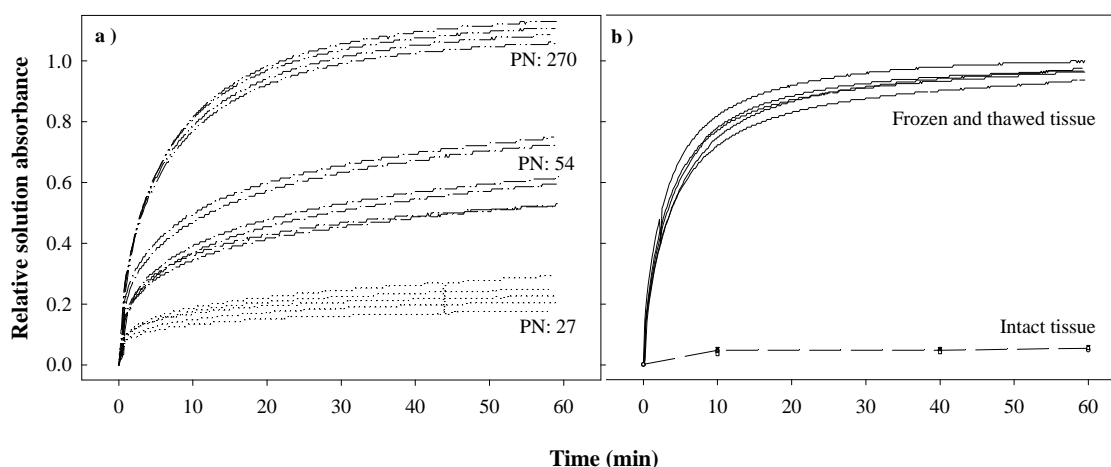 Relative solution absorbance
a )
1.0
0.8
0.6
0.4
0.2
0.0
PN: 270
PN: 54
PN: 27
0 10 20 30 40 50 60
b )
Frozen and thawed tissue
Intact tissue
0 10 20 30 40 50 60
Time (min)